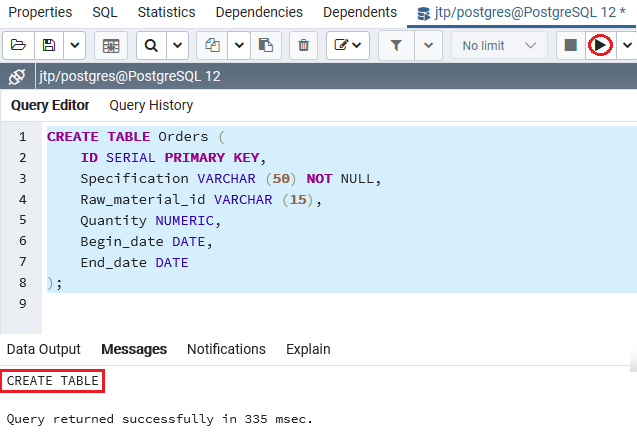 Properties SQL Statistics Dependencies Dependents jtp/postgres@PostgreSQL 12 *
No limit
jtp/postgres@PostgreSQL 12
Query Editor Query History
1 CREATE TABLE Orders (
2 ID SERIAL PRIMARY KEY,
3 Specification VARCHAR (50) NOT NULL,
4 Raw_material_id VARCHAR (15),
5 Quantity NUMERIC,
6 Begin_date DATE,
7 End_date DATE
8 );
9
Data Output Messages Notifications Explain
CREATE TABLE
Query returned successfully in 335 msec.